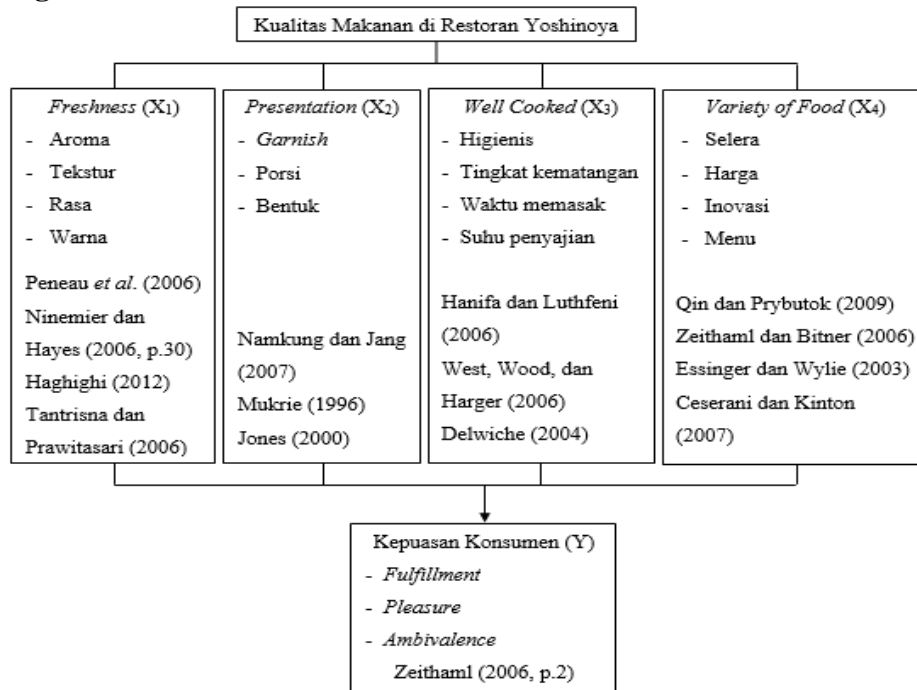 Kualitas Makanan di Restoran Yoshinoya
Freshness (X1)
- Aroma
- Tekstur
- Rasa
- Warna
Peneau et al. (2006)
Ninemier dan
Hayes (2006, p.30)
Haghighi (2012)
Tantrisna dan
Prawitasari (2006)
Presentation (X2)
- Garnish
- Porsi
- Bentuk
Namkung dan Jang
(2007)
Mukrie (1996)
Jones (2000)
Well Cooked (X3)
- Higienis
- Tingkat kematangan
- Waktu memasak
- Suhu penyajian
Hanifa dan Luthfeni
(2006)
West, Wood, dan
Harger (2006)
Delwiche (2004)
Variety of Food (X4)
- Selera
- Harga
- Inovasi
- Menu
Qin dan Prybutok (2009)
Zeithaml dan Bitner (2006)
Essinger dan Wylie (2003)
Ceserani dan Kinton
(2007)
Kepuasan Konsumen (Y)
- Fulfillment
- Pleasure
- Ambivalence
Zeithaml (2006, p.2)